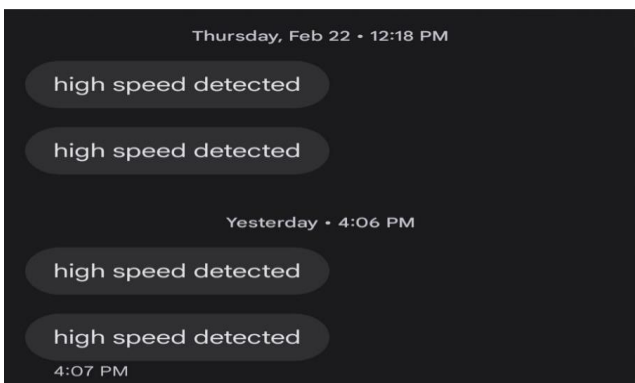 Thursday, Feb 22 • 12:18 PM
high speed detected
high speed detected
Yesterday • 4:06 PM
high speed detected
high speed detected
4:07 PM